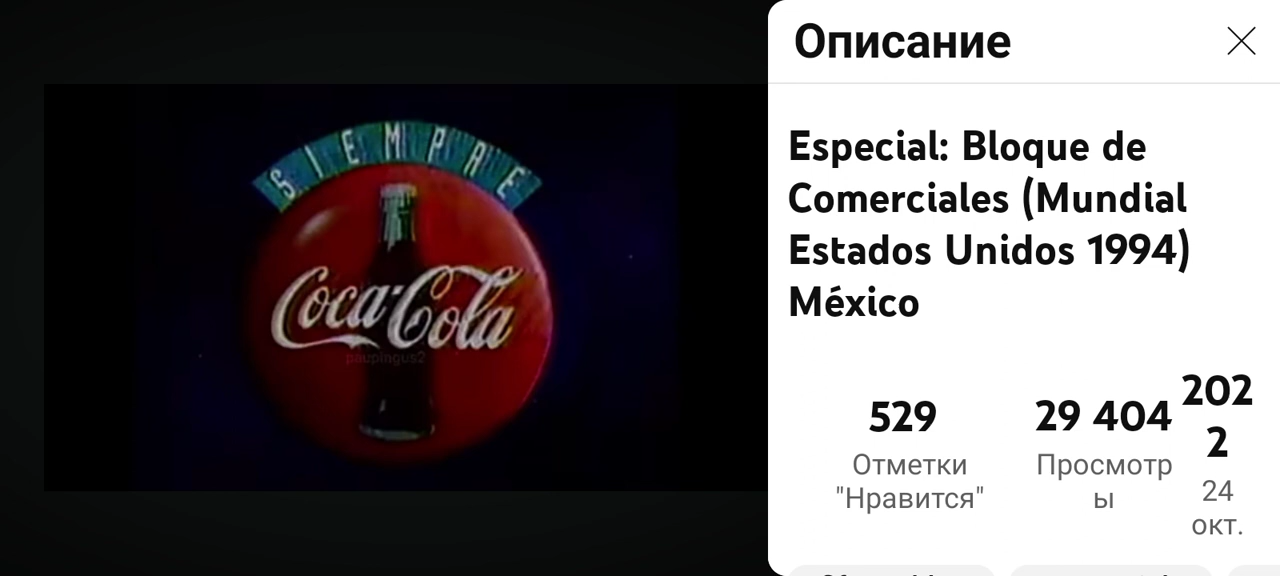 Описание
Especial: Bloque de
Comerciales (Mundial
Estados Unidos 1994)
México
529
Отметки
"Нравится"
29 404
Просмотр
ы
202
2
24
окт.
SIEMPRE
Coca-Cola
paupingus2